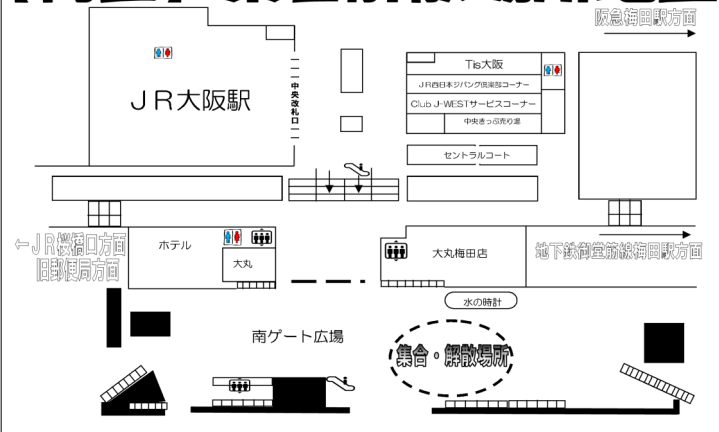 阪急梅田駅方面
Tis大阪
JR西日本ジパング倶楽部コーナー
Club J-WESTサービスコーナー
中央きっぷ売り場
JR大阪駅
中央改札口
セントラルコート
←JR桜橋口方面
旧郵便局方面
ホテル
大丸
大丸梅田店
地下鉄御堂筋線梅田駅方面
水の時計
南ゲート広場
集合・解散場所